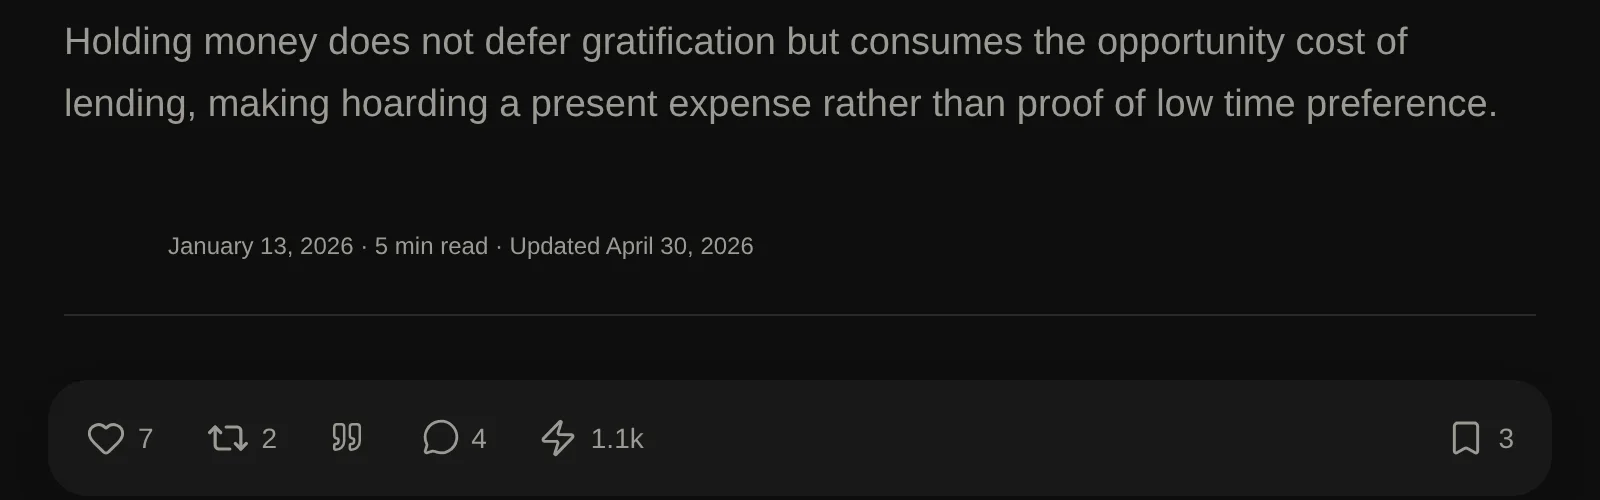 Holding money does not defer gratification but consumes the opportunity cost of
lending, making hoarding a present expense rather than proof of low time preference.
January 13, 2026 · 5 min read · Updated April 30, 2026
7 2 4 1.1k 3